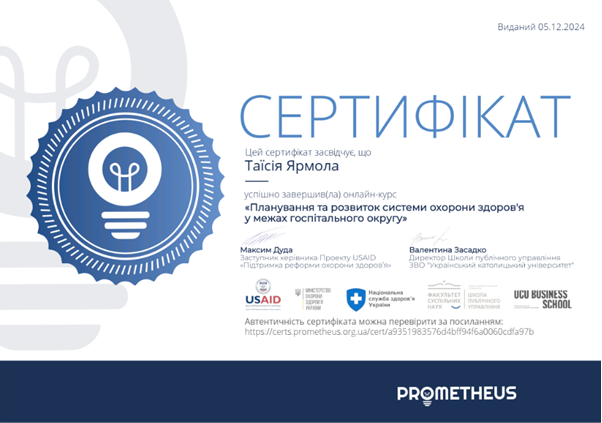 Виданий 05.12.2024
СЕРТИФІКАТ
Цей сертифікат засвідчує, що
Таїсія Ярмола
успішно завершив(ла) онлайн-курс
«Планування та розвиток системи охорони здоров'я
у межах госпітального округу»
Максим Дуда
Заступник керівника Проекту USAID
«Підтримка реформи охорони здоров'я»
Валентина Засадко
Директор Школи публічного управління
ЗВО "Український католицький університет"
USAID
МІНІСТЕРСТВО
ОХОРОНИ
ЗДОРОВ'Я
УКРАЇНИ
Національна
служба здоров'я
України
ФАКУЛЬТЕТ
СУСПІЛЬНИХ
НАУК
ШКОЛА
ПУБЛІЧНОГО
УПРАВЛІННЯ
UCU BUSINESS
SCHOOL
Автентичність сертифіката можна перевірити за посиланням:
https://certs.prometheus.org.ua/cert/a9351983576d4bff94f6a0060cdfa97b
PROMETHEUS